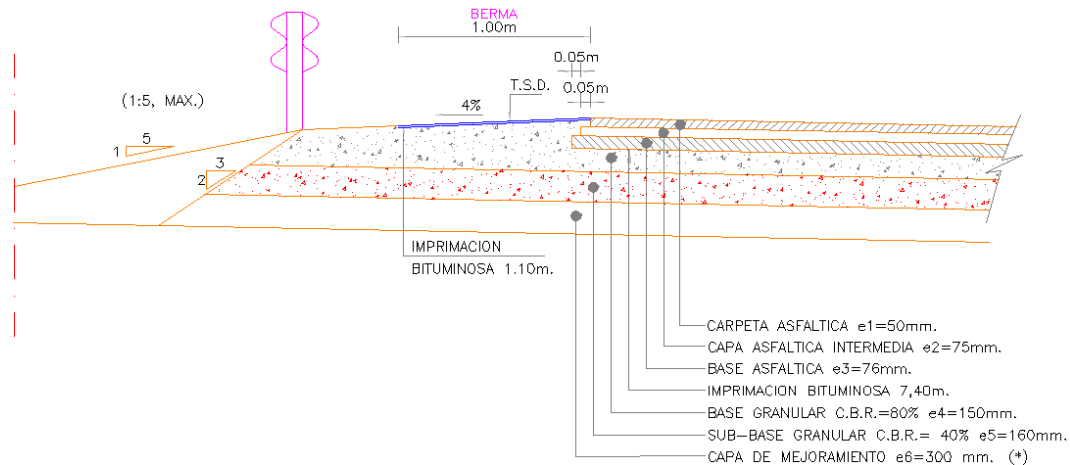 BERMA
1.00m
0.05m
0.05m
T.S.D.
4%
(1:5, MAX.)
5
1
3
2
IMPRIMACION
BITUMINOSA 1.10m.
CARPETA ASFALTICA e1=50mm.
CAPA ASFALTICA INTERMEDIA e2=75mm.
BASE ASFALTICA e3=76mm.
IMPRIMACION BITUMINOSA 7,40m.
BASE GRANULAR C.B.R.=80% e4=150mm.
SUB-BASE GRANULAR C.B.R.= 40% e5=160mm.
CAPA DE MEJORAMIENTO e6=300 mm. (*)